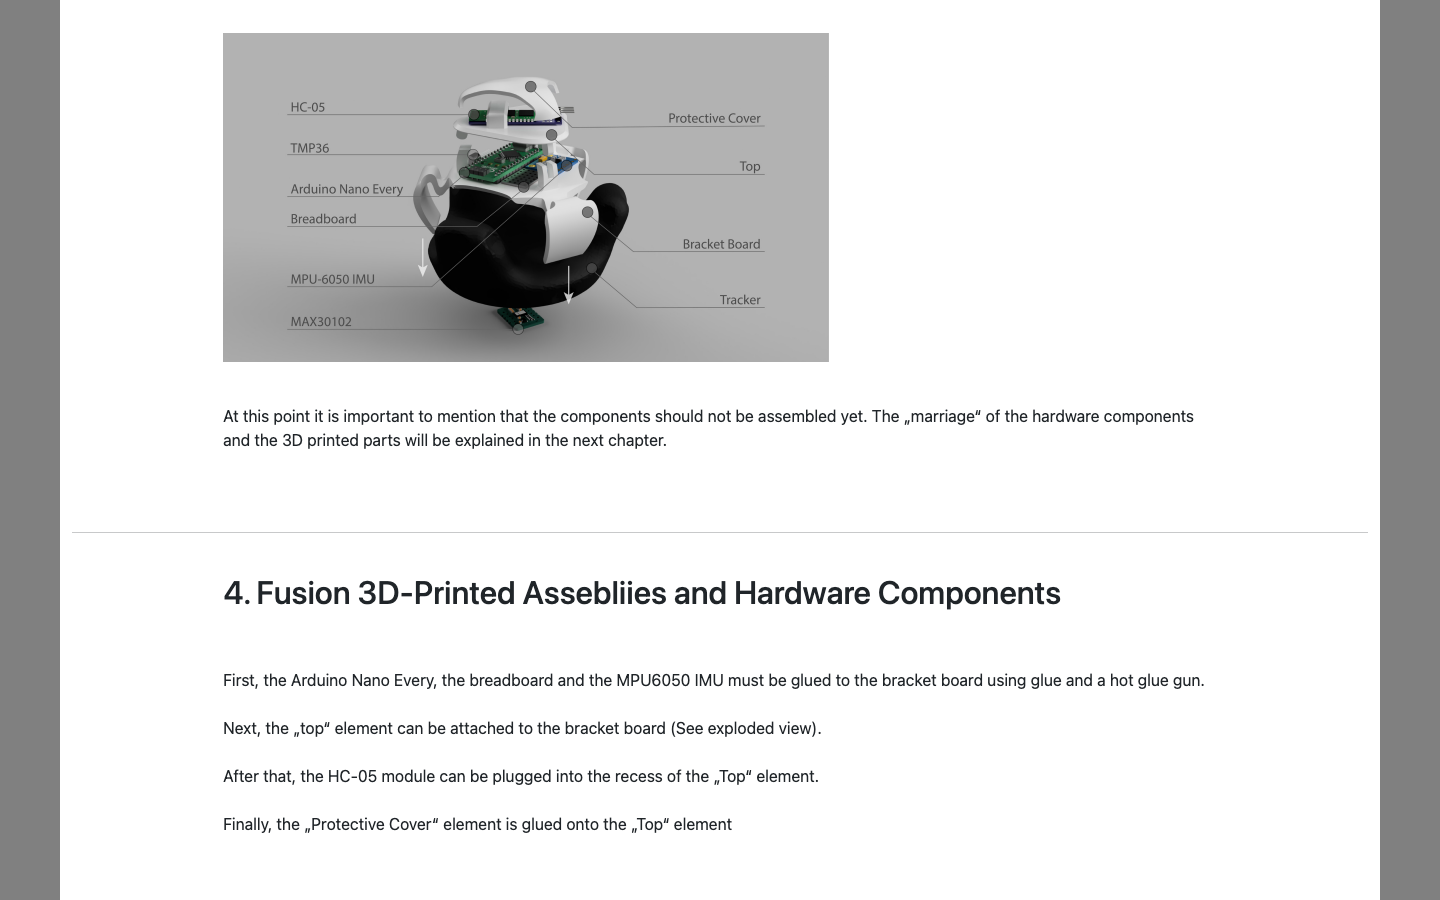 HC-05
TMP36
Arduino Nano Every
Breadboard
MPU-6050 IMU
MAX30102
Protective Cover
Top
Bracket Board
Tracker
At this point it is important to mention that the components should not be assembled yet. The „marriage“ of the hardware components
and the 3D printed parts will be explained in the next chapter.
4. Fusion 3D-Printed Assebliies and Hardware Components
First, the Arduino Nano Every, the breadboard and the MPU6050 IMU must be glued to the bracket board using glue and a hot glue gun.
Next, the „top“ element can be attached to the bracket board (See exploded view).
After that, the HC-05 module can be plugged into the recess of the „Top“ element.
Finally, the „Protective Cover“ element is glued onto the „Top“ element